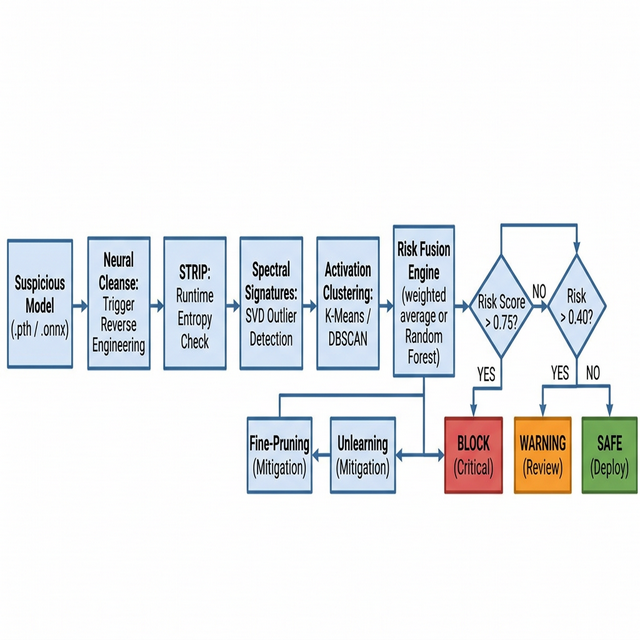 Suspicious
Model
(.pth / .onnx)
Neural
Cleanse:
Trigger
Reverse
Engineering
STRIP:
Runtime
Entropy
Check
Spectral
Signatures:
SVD Outlier
Detection
Activation
Clustering:
K-Means /
DBSCAN
Risk Fusion
Engine
(weighted
average or
Random
Forest)
Risk Score
> 0.75?
NO
Risk
> 0.40?
YES
YES
NO
Fine-Pruning
(Mitigation)
Unlearning
(Mitigation)
BLOCK
(Critical)
WARNING
(Review)
SAFE
(Deploy)